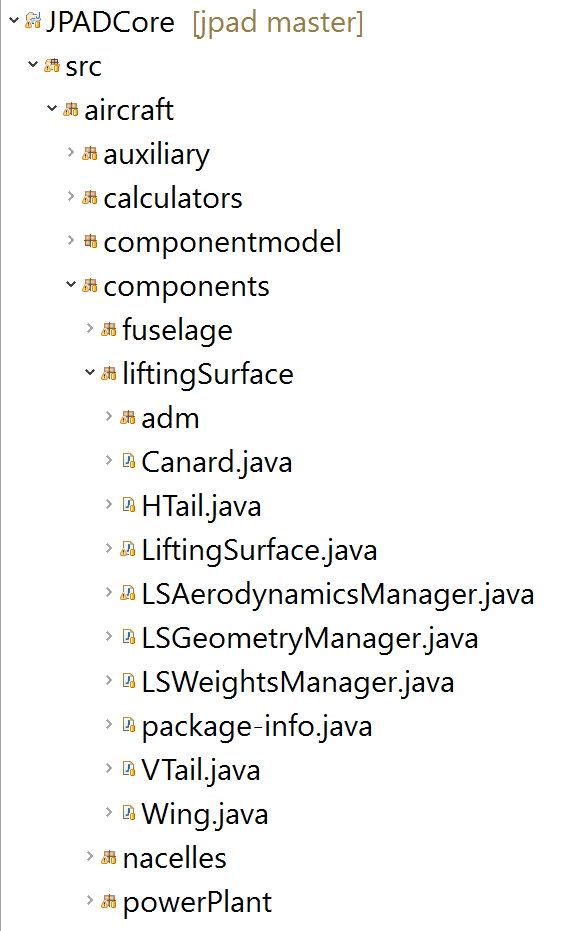 JPADCore [jpad master]
src
aircraft
auxiliary
calculators
componentmodel
components
fuselage
liftingSurface
adm
Canard.java
HTail.java
LiftingSurface.java
LSAerodynamicsManager.java
LSGeometryManager.java
LSWeightsManager.java
package-info.java
VTail.java
Wing.java
nacelles
powerPlant